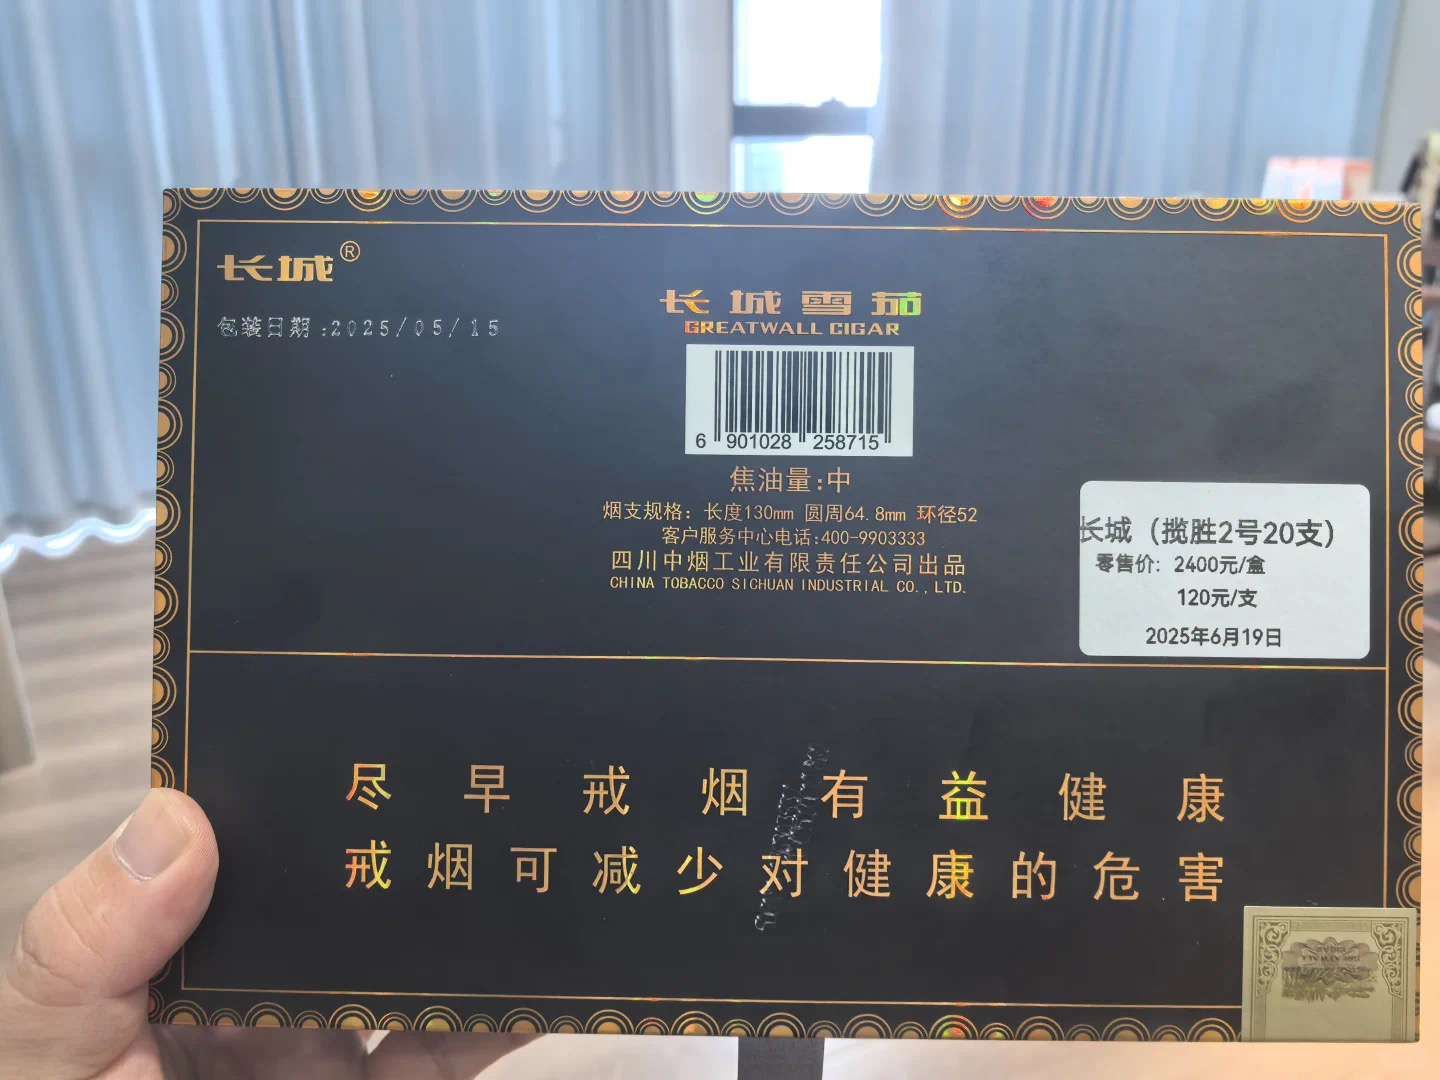 长城®
包装日期:2025/05/15
长城雪茄
GREATWALL CIGAR
6 901028 258715
焦油量:中
烟支规格: 长度130mm 圆周64.8mm 环径52
客户服务中心电话:400-9903333
四川中烟工业有限责任公司出品
CHINA TOBACCO SICHUAN INDUSTRIAL CO., LTD.
长城（揽胜2号20支）
零售价: 2400元/盒
120元/支
2025年6月19日
尽早戒烟有益健康
戒烟可减少对健康的危害